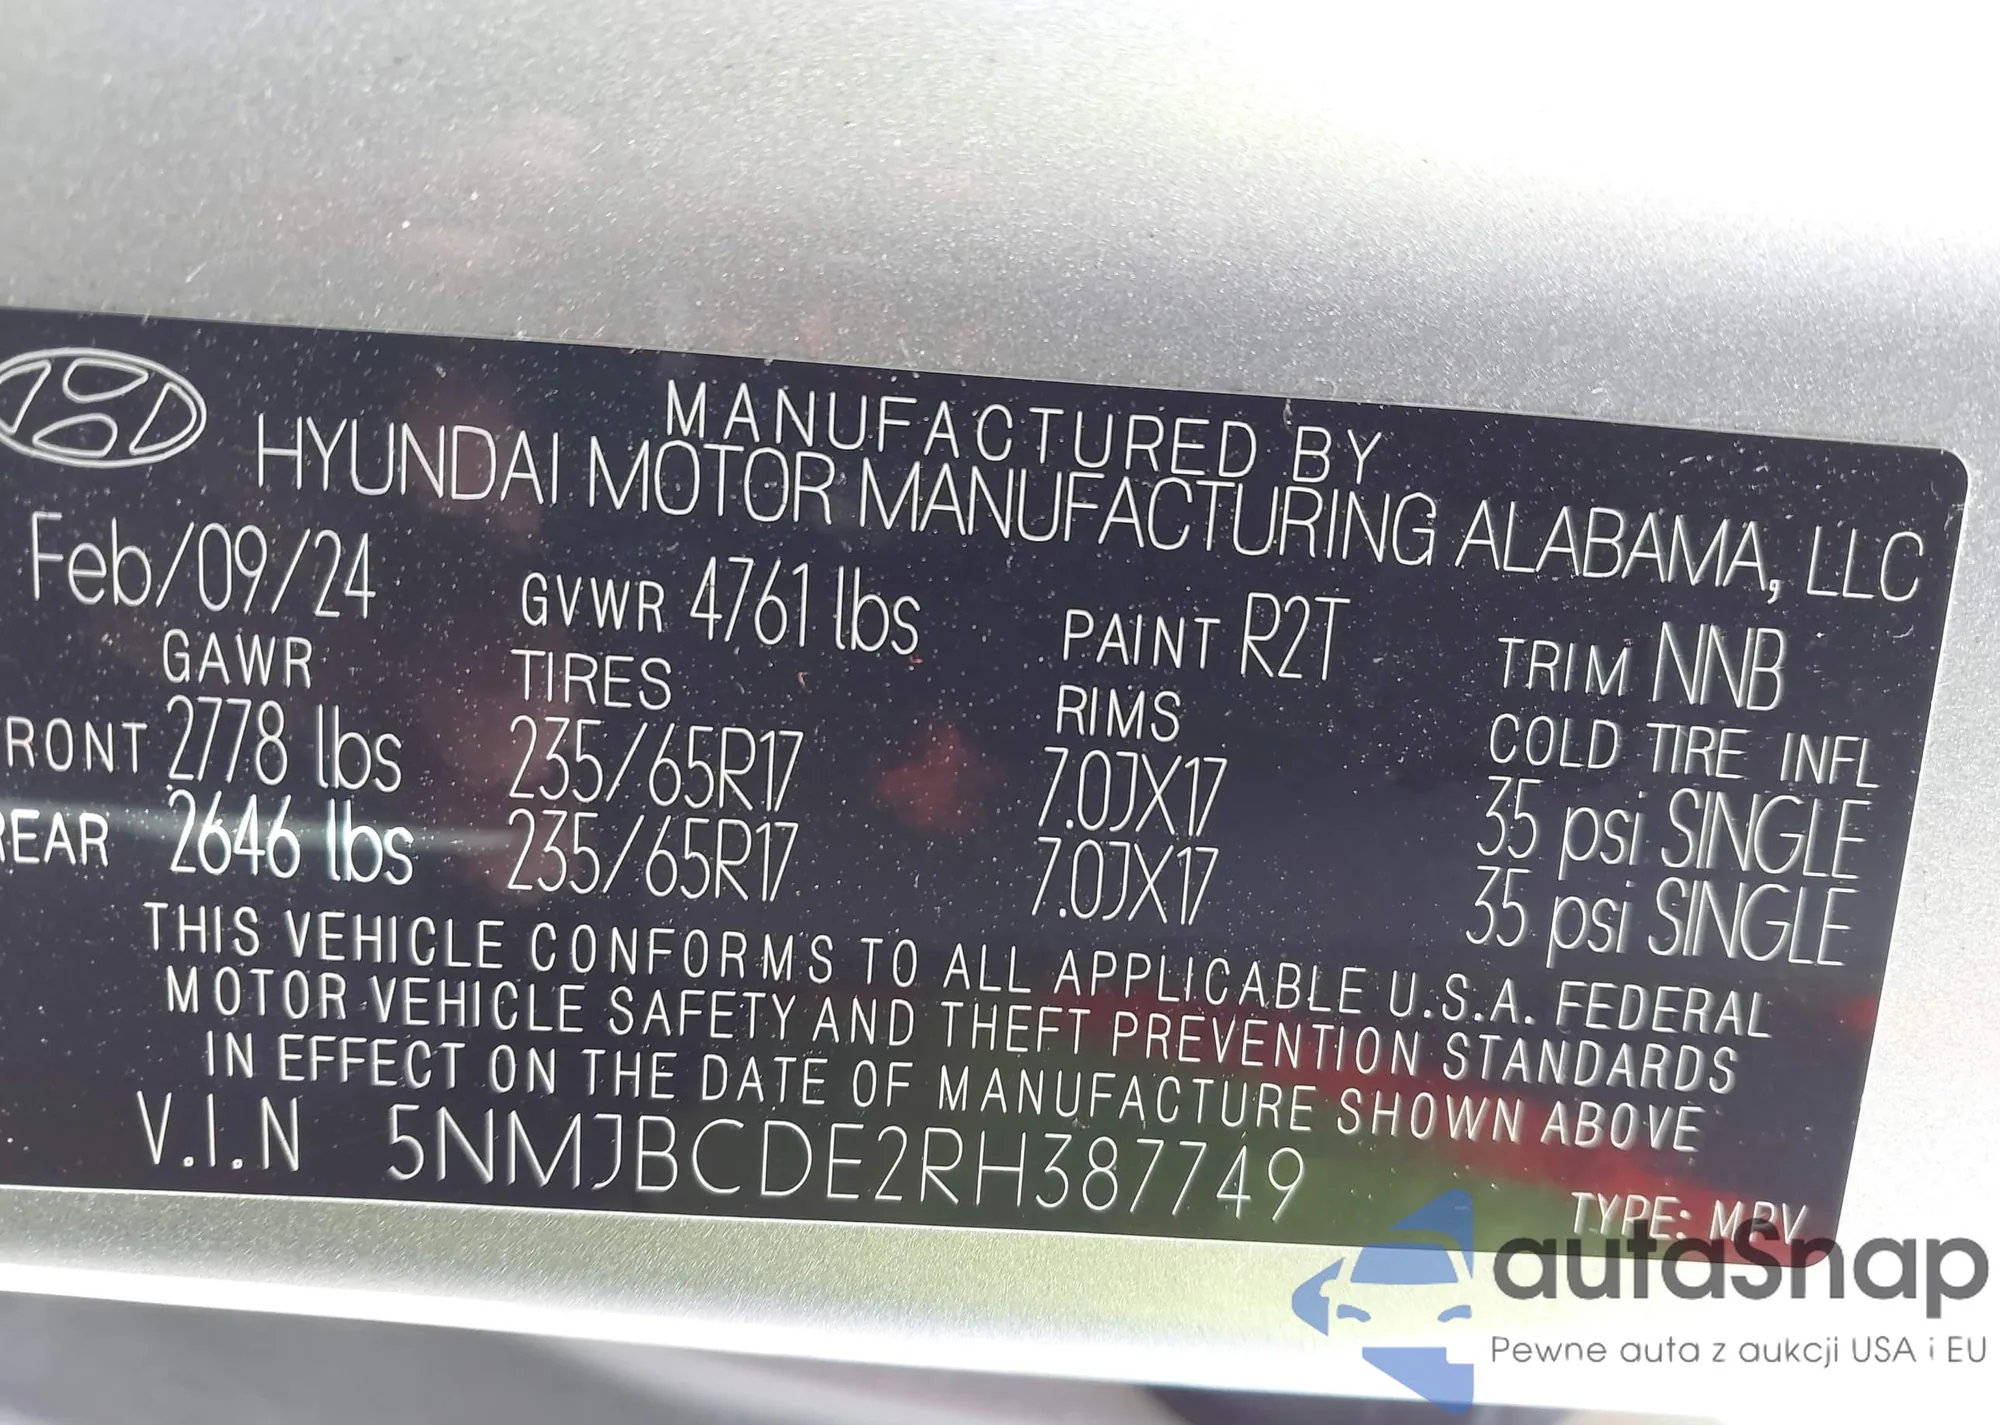 MANUFACTURED BY
HYUNDAI MOTOR MANUFACTURING ALABAMA, LLC
Feb/09/24 GVWR 4761 lbs PAINT R2T TRIM NNB
GAWR TIRES RIMS COLD TIRE INFL
RONT 2778 lbs 235/65R17 7.0JX17 35 psi SINGLE
REAR 2646 lbs 235/65R17 7.0JX17 35 psi SINGLE
THIS VEHICLE CONFORMS TO ALL APPLICABLE U.S.A. FEDERAL
MOTOR VEHICLE SAFETY AND THEFT PREVENTION STANDARDS
IN EFFECT ON THE DATE OF MANUFACTURE SHOWN ABOVE
V.I.N 5NMJBCDE2RH387749
TYPE: MPV
autaSnap
Pewne auta z aukcji USA i EU